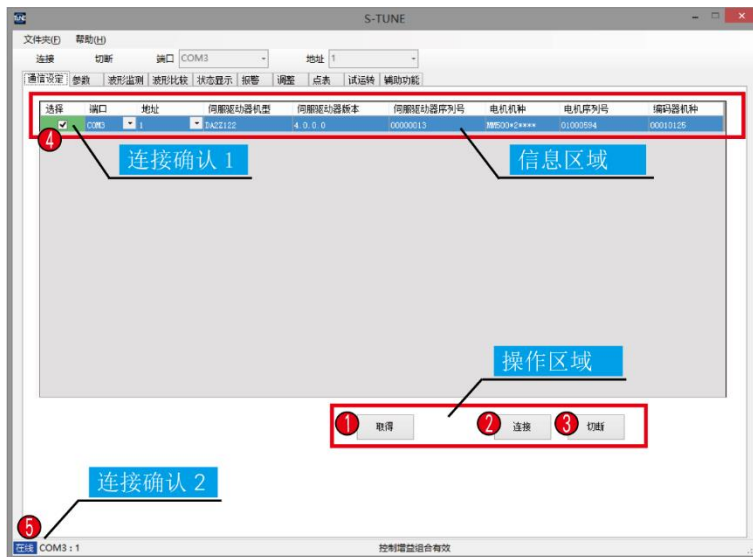 S-TUNE
文件夹(F) 帮助(H)
连接 切断 端口 COM3 地址 1
通信设定 参数 波形监测 波形比较 状态显示 报警 调整 点表 试运转 辅助功能
选择 端口 地址 伺服驱动器机型 伺服驱动器版本 伺服驱动器序列号 电机机种 电机序列号 编码器机种
COM3 1 DA2Z122 4.0.0.0 00000013 MM500*2**** 01000594 00010125
4
连接确认 1 信息区域
操作区域
1 取得 2 连接 3 切断
连接确认 2
5
在线 COM3 : 1 控制增益组合有效